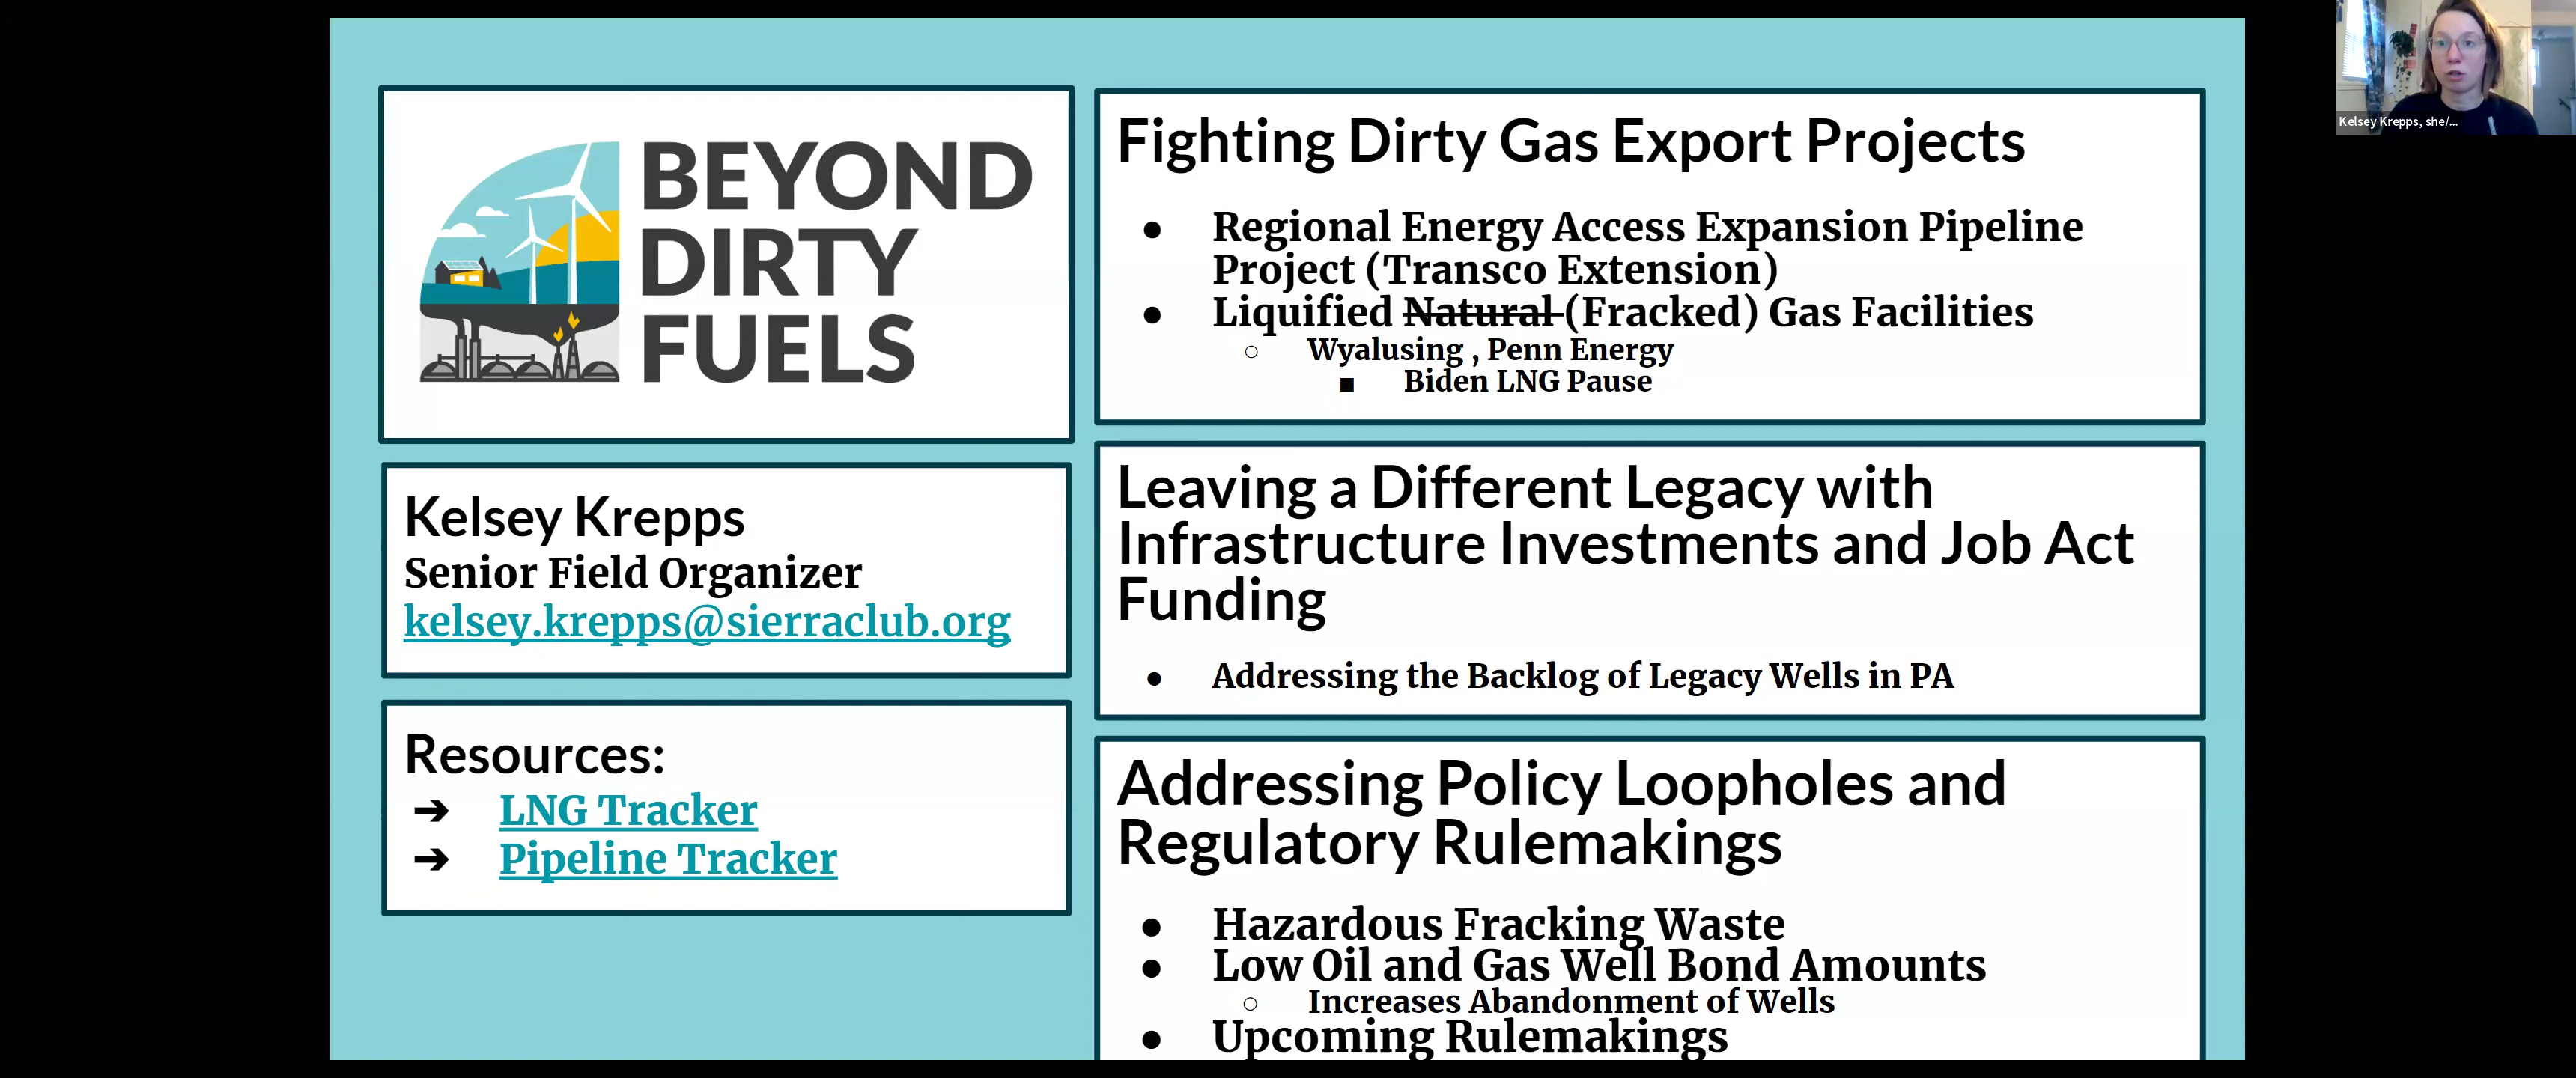 BEYOND
DIRTY
FUELS
Kelsey Krepps
Senior Field Organizer
kelsey.krepps@sierraclub.org
Resources:
➔ LNG Tracker
➔ Pipeline Tracker
Fighting Dirty Gas Export Projects
● Regional Energy Access Expansion Pipeline
Project (Transco Extension)
● Liquified Natural (Fracked) Gas Facilities
○ Wyalusing , Penn Energy
■ Biden LNG Pause
Leaving a Different Legacy with
Infrastructure Investments and Job Act
Funding
● Addressing the Backlog of Legacy Wells in PA
Addressing Policy Loopholes and
Regulatory Rulemakings
● Hazardous Fracking Waste
● Low Oil and Gas Well Bond Amounts
○ Increases Abandonment of Wells
● Upcoming Rulemakings
Kelsey Krepps, she/...